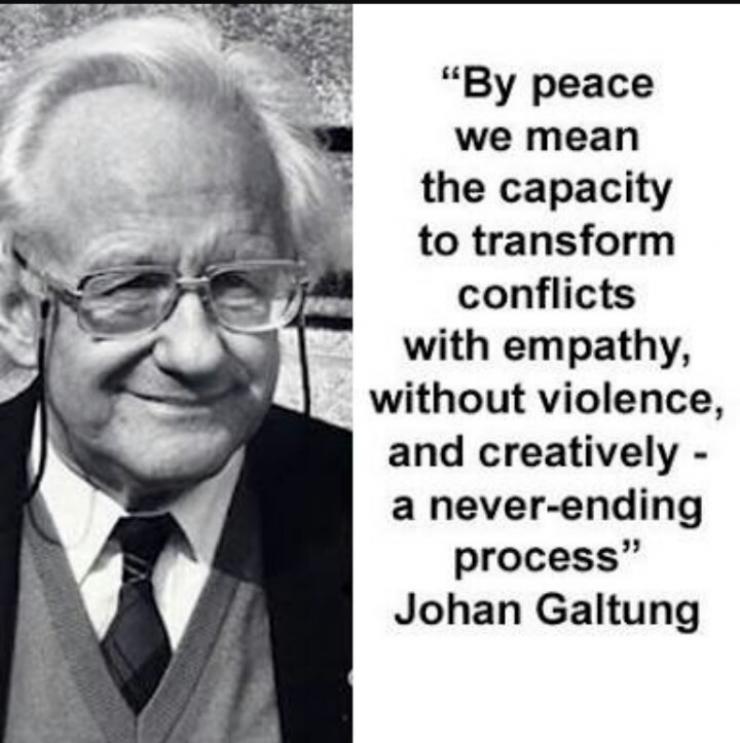 “By peace
we mean
the capacity
to transform
conflicts
with empathy,
without violence,
and creatively -
a never-ending
process”
Johan Galtung